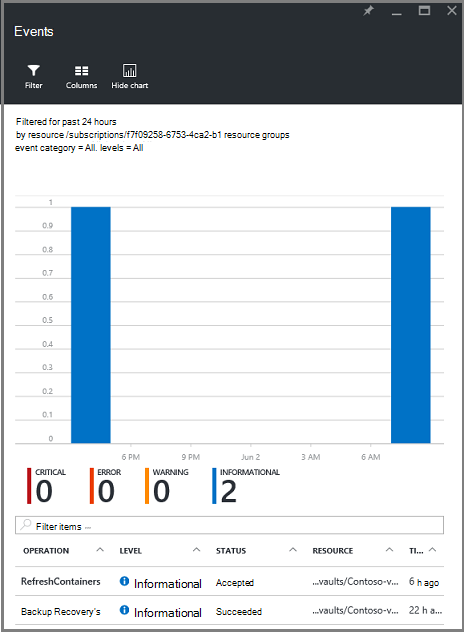 Events
Filter Columns Hide chart
Filtered for past 24 hours
by resource /subscriptions/f7f09258-6753-4ca2-b1 resource groups
event category = All. levels = All
1
0.9
0.8
0.7
0.6
0.5
0.4
0.3
0.2
0.1
0
6 PM 9 PM Jun 2 3 AM 6 AM
CRITICAL ERROR WARNING INFORMATIONAL
0 0 0 2
Filter items ...
OPERATION LEVEL STATUS RESOURCE TI...
RefreshContainers Informational Accepted ...vaults/Contoso-v... 6 h ago
Backup Recovery's Informational Succeeded ...vaults/Contoso-v... 22 h a...